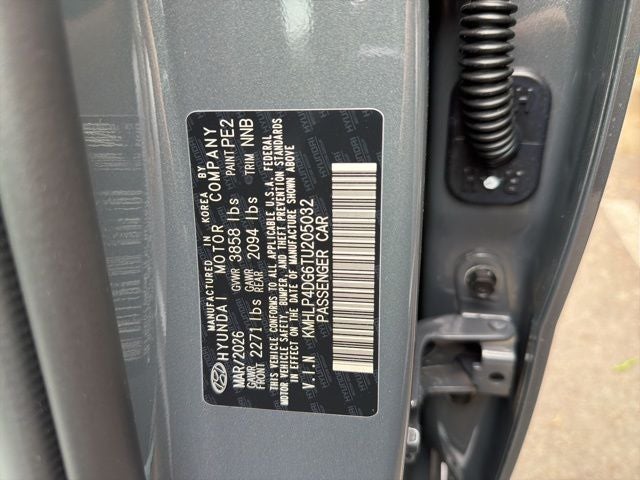 MANUFACTURED IN KOREA BY
HYUNDAI MOTOR COMPANY
MAR/2026 GVWR 3858 lbs PAINT PE2
GAWR FRONT 2271 lbs GAWR REAR 2094 lbs TRIM NNB
THIS VEHICLE CONFORMS TO ALL APPLICABLE U.S.A. FEDERAL
MOTOR VEHICLE SAFETY, BUMPER, AND THEFT PREVENTION STANDARDS
IN EFFECT ON THE DATE OF MANUFACTURE SHOWN ABOVE
V.I.N KMHLP4DG6TU205032
PASSENGER CAR